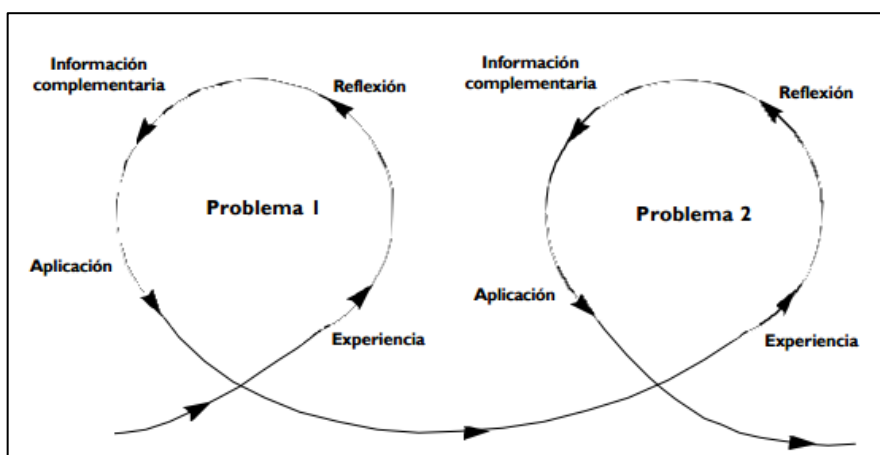 Información
complementaria
Reflexión
Problema 1
Aplicación
Experiencia
Información
complementaria
Reflexión
Problema 2
Aplicación
Experiencia